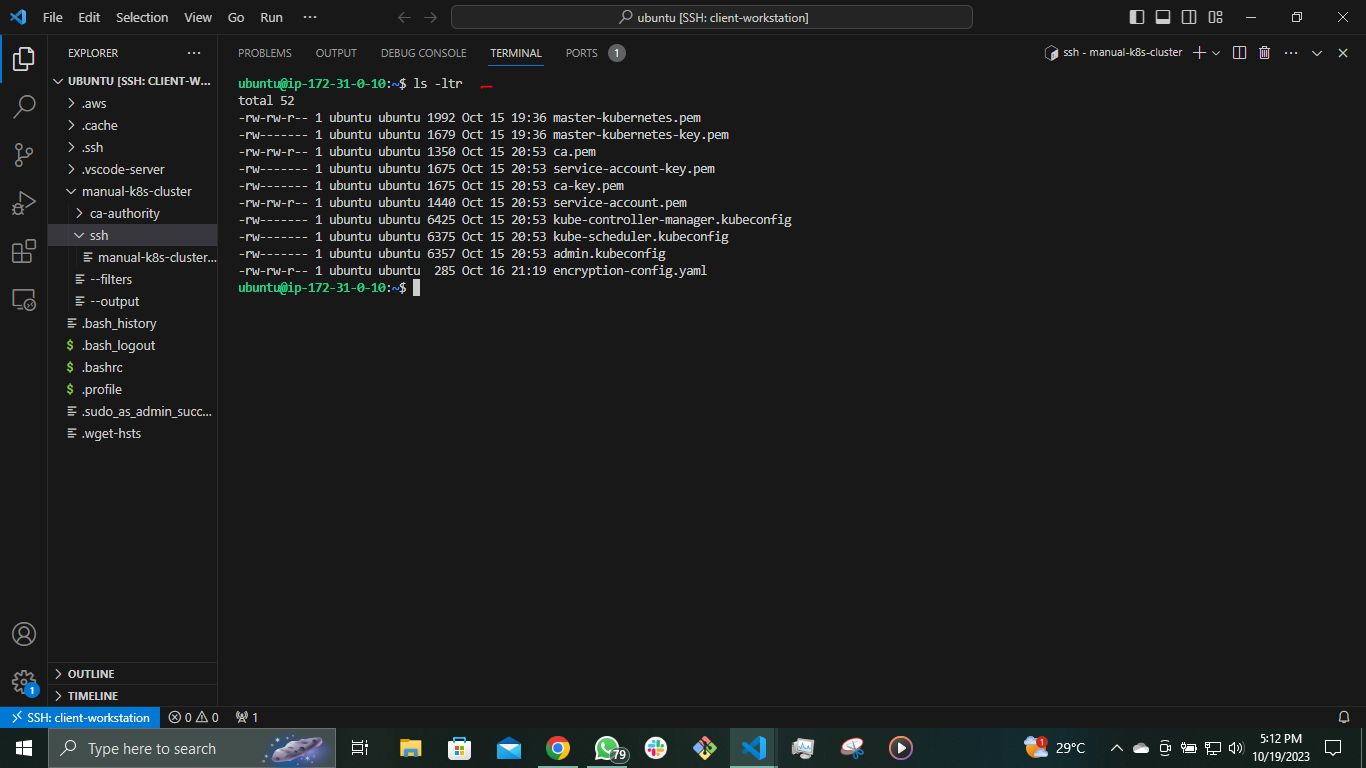 File Edit Selection View Go Run ···
ubuntu [SSH: client-workstation]
EXPLORER ···
UBUNTU [SSH: CLIENT-W...
.aws
.cache
.ssh
.vscode-server
manual-k8s-cluster
ca-authority
ssh
manual-k8s-cluster...
--filters
--output
.bash_history
$ .bash_logout
$ .bashrc
$ .profile
.sudo_as_admin_succ...
.wget-hsts
OUTLINE
TIMELINE
1
PROBLEMS OUTPUT DEBUG CONSOLE TERMINAL PORTS 1
ssh - manual-k8s-cluster
ubuntu@ip-172-31-0-10:~$ ls -ltr
total 52
-rw-rw-r-- 1 ubuntu ubuntu 1992 Oct 15 19:36 master-kubernetes.pem
-rw------- 1 ubuntu ubuntu 1679 Oct 15 19:36 master-kubernetes-key.pem
-rw-rw-r-- 1 ubuntu ubuntu 1350 Oct 15 20:53 ca.pem
-rw------- 1 ubuntu ubuntu 1675 Oct 15 20:53 service-account-key.pem
-rw------- 1 ubuntu ubuntu 1675 Oct 15 20:53 ca-key.pem
-rw-rw-r-- 1 ubuntu ubuntu 1440 Oct 15 20:53 service-account.pem
-rw------- 1 ubuntu ubuntu 6425 Oct 15 20:53 kube-controller-manager.kubeconfig
-rw------- 1 ubuntu ubuntu 6375 Oct 15 20:53 kube-scheduler.kubeconfig
-rw------- 1 ubuntu ubuntu 6357 Oct 15 20:53 admin.kubeconfig
-rw-rw-r-- 1 ubuntu ubuntu  285 Oct 16 21:19 encryption-config.yaml
ubuntu@ip-172-31-0-10:~$
SSH: client-workstation 0 0 1
Type here to search
79
1
29°C
5:12 PM
10/19/2023